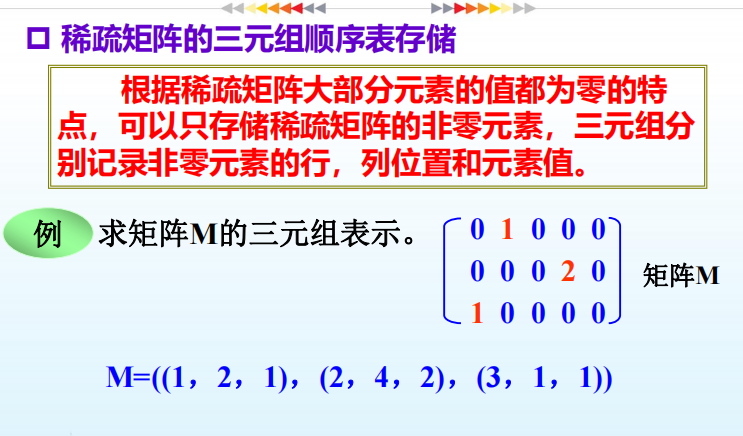 稀疏矩阵的三元组顺序表存储
根据稀疏矩阵大部分元素的值都为零的特
点，可以只存储稀疏矩阵的非零元素，三元组分
别记录非零元素的行，列位置和元素值。
例 求矩阵M的三元组表示。
0 1 0 0 0
0 0 0 2 0
1 0 0 0 0
矩阵M
M=((1，2，1)，(2，4，2)，(3，1，1))